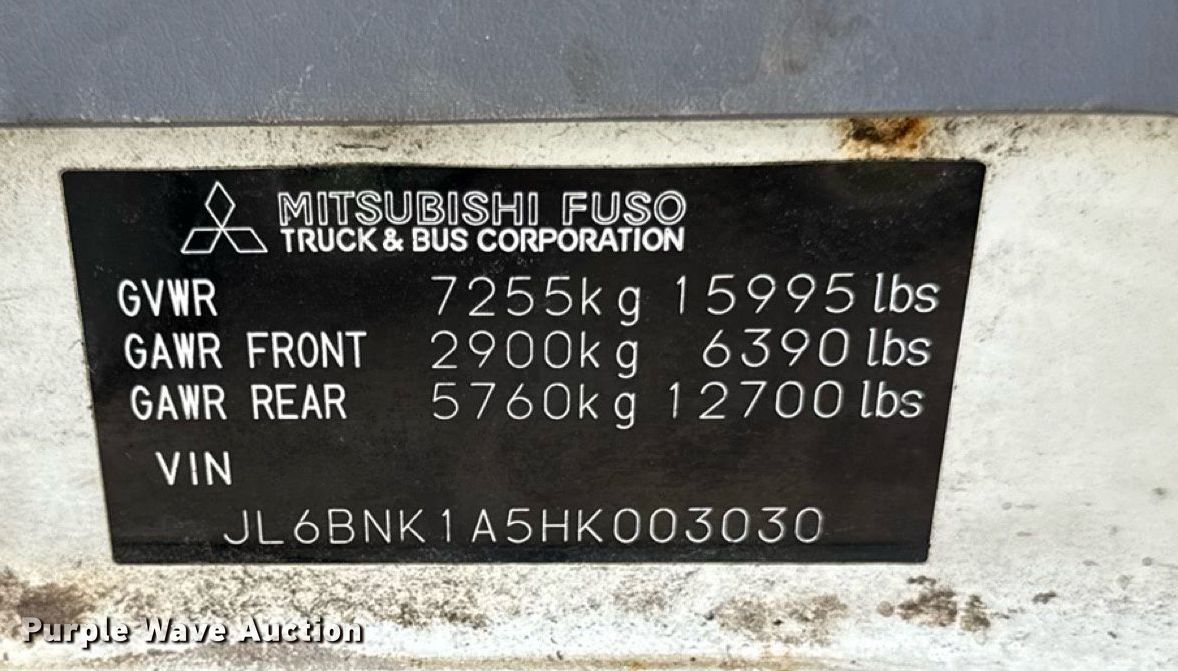 MITSUBISHI FUSO
TRUCK & BUS CORPORATION
GVWR 7255kg 15995 lbs
GAWR FRONT 2900kg 6390 lbs
GAWR REAR 5760kg 12700 lbs
VIN
JL6BNK1A5HK003030
Purple Wave Auction